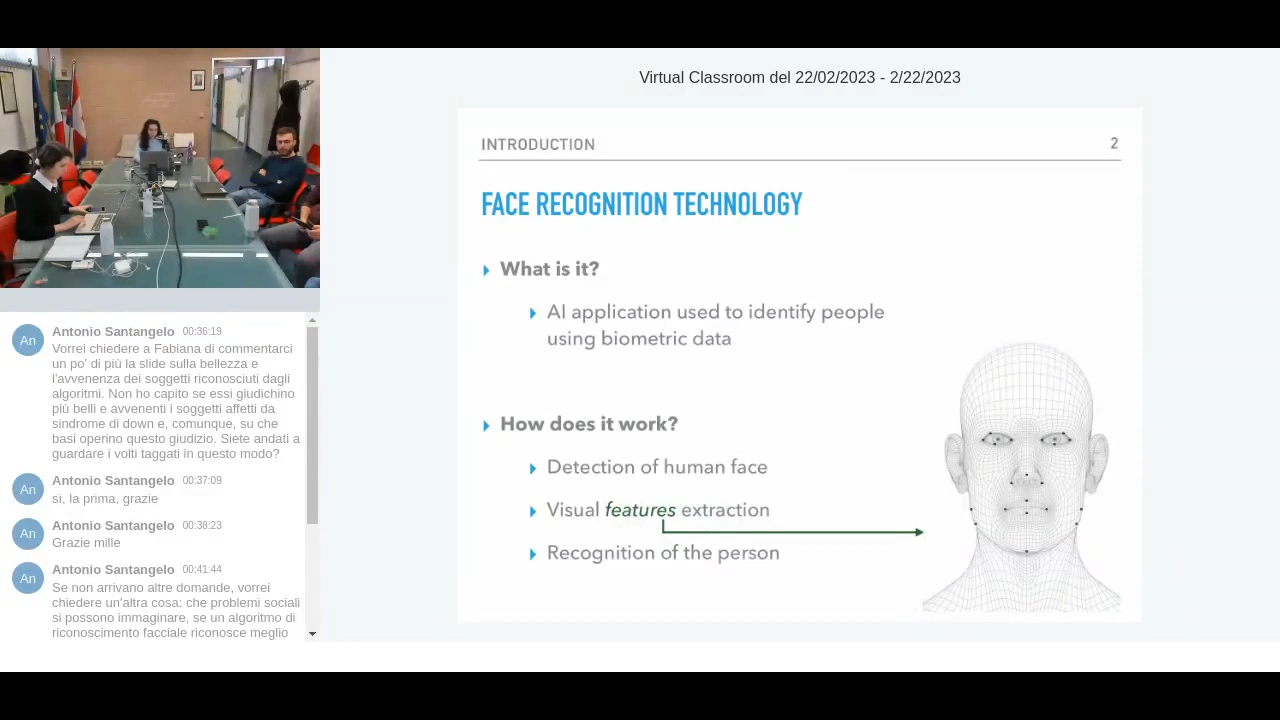 Virtual Classroom del 22/02/2023 - 2/22/2023
INTRODUCTION
2
FACE RECOGNITION TECHNOLOGY
What is it?
AI application used to identify people
using biometric data
How does it work?
Detection of human face
Visual features extraction
Recognition of the person
An
Antonio Santangelo 00:36:19
Vorrei chiedere a Fabiana di commentarci
un po' di più la slide sulla bellezza e
l'avvenenza dei soggetti riconosciuti dagli
algoritmi. Non ho capito se essi giudichino
più belli e avvenenti i soggetti affetti da
sindrome di down e, comunque, su che
basi operino questo giudizio. Siete andati a
guardare i volti taggati in questo modo?
An
Antonio Santangelo 00:37:09
sì, la prima, grazie
An
Antonio Santangelo 00:38:23
Grazie mille
An
Antonio Santangelo 00:41:44
Se non arrivano altre domande, vorrei
chiedere un'altra cosa: che problemi sociali
si possono immaginare, se un algoritmo di
riconoscimento facciale riconosce meglio